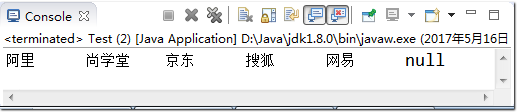 Console
<terminated> Test (2) [Java Application] D:\Java\jdk1.8.0\bin\javaw.exe (2017年5月16日
阿里 尚学堂 京东 搜狐 网易 null